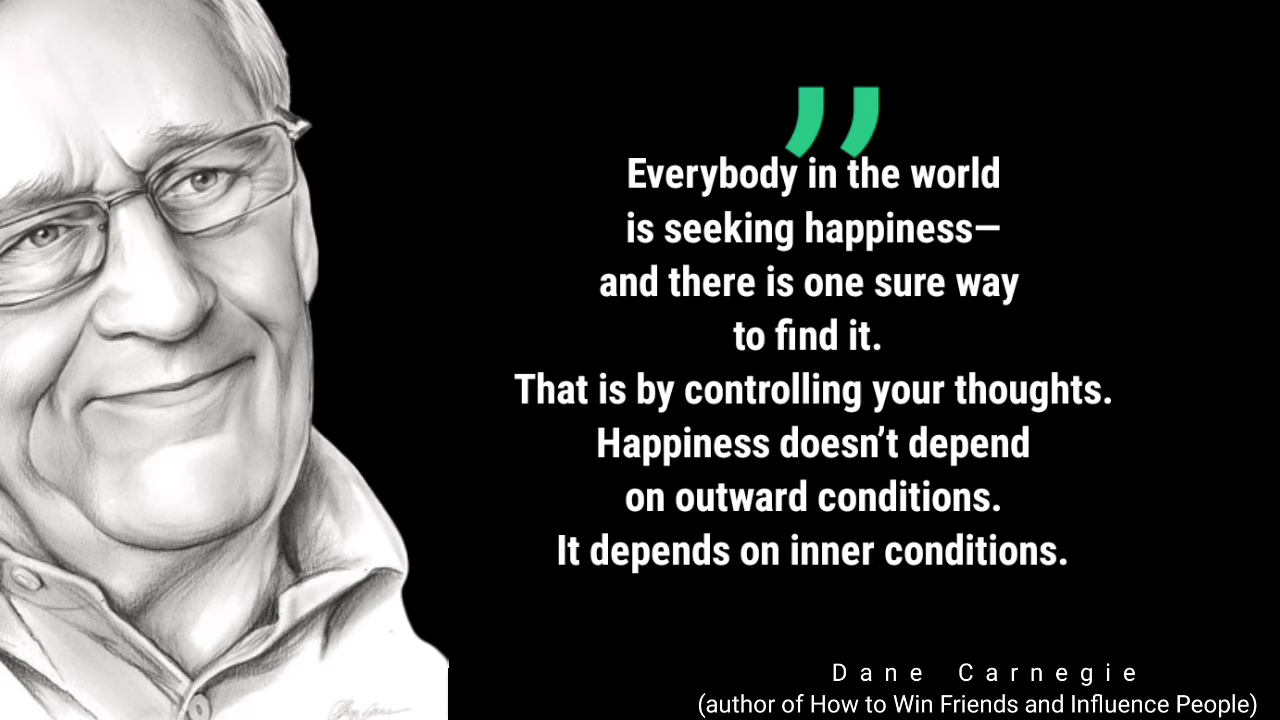 Everybody in the world
is seeking happiness—
and there is one sure way
to find it.
That is by controlling your thoughts.
Happiness doesn’t depend
on outward conditions.
It depends on inner conditions.
Dane Carnegie
(author of How to Win Friends and Influence People)